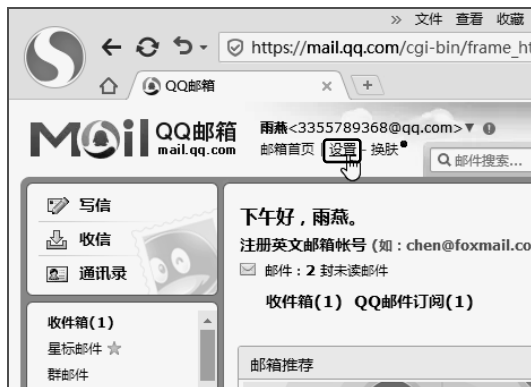 » 文件 查看 收藏
https://mail.qq.com/cgi-bin/frame_ht
QQ邮箱
Mail QQ邮箱
mail.qq.com
雨燕<3355789368@qq.com>
邮箱首页 | 设置 - 换肤
邮件搜索...
写信
收信
通讯录
下午好，雨燕。
注册英文邮箱帐号 (如：chen@foxmail.co
邮件：2 封未读邮件
收件箱(1) QQ邮件订阅(1)
收件箱(1)
星标邮件
群邮件
邮箱推荐